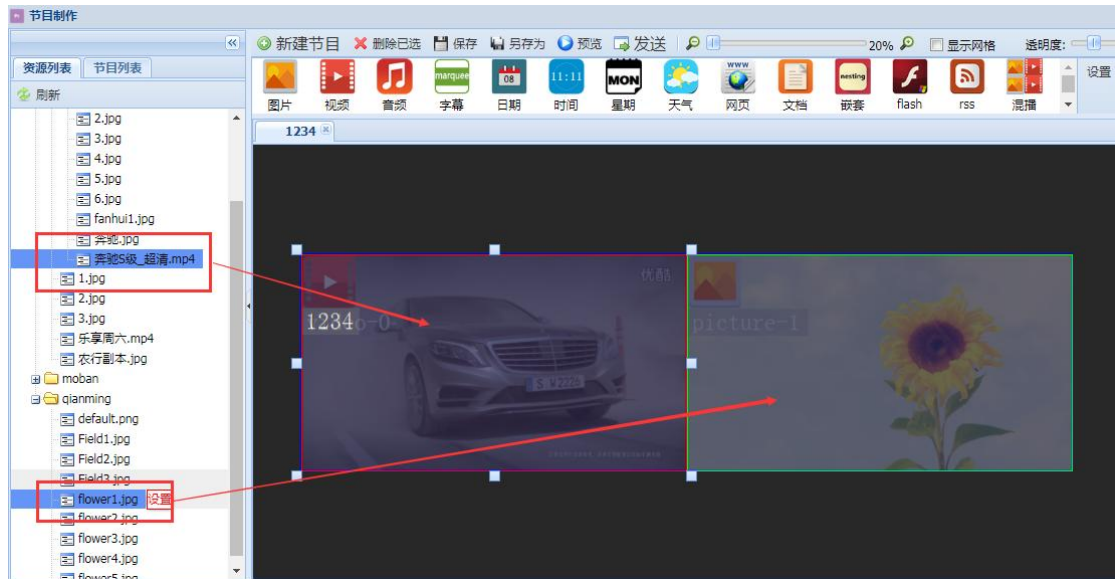 节目制作
新建节目 删除已选 保存 另存为 预览 发送 20% 显示网格 透明度:
资源列表 节目列表
刷新
marquee 08 11:11 MON WWW nesting
图片 视频 音频 字幕 日期 时间 星期 天气 网页 文档 嵌套 flash rss 混播 设置
1234
2.jpg
3.jpg
4.jpg
5.jpg
6.jpg
fanhui1.jpg
奔驰.jpg
奔驰S级_超清.mp4
1.jpg
2.jpg
3.jpg
乐享周六.mp4
农行副本.jpg
moban
qianming
default.png
Field1.jpg
Field2.jpg
Field3.jpg
flower1.jpg 设置
flower2.jpg
flower3.jpg
flower4.jpg
flower5.jpg
优酷
1234o-0
picture-1
S W2226